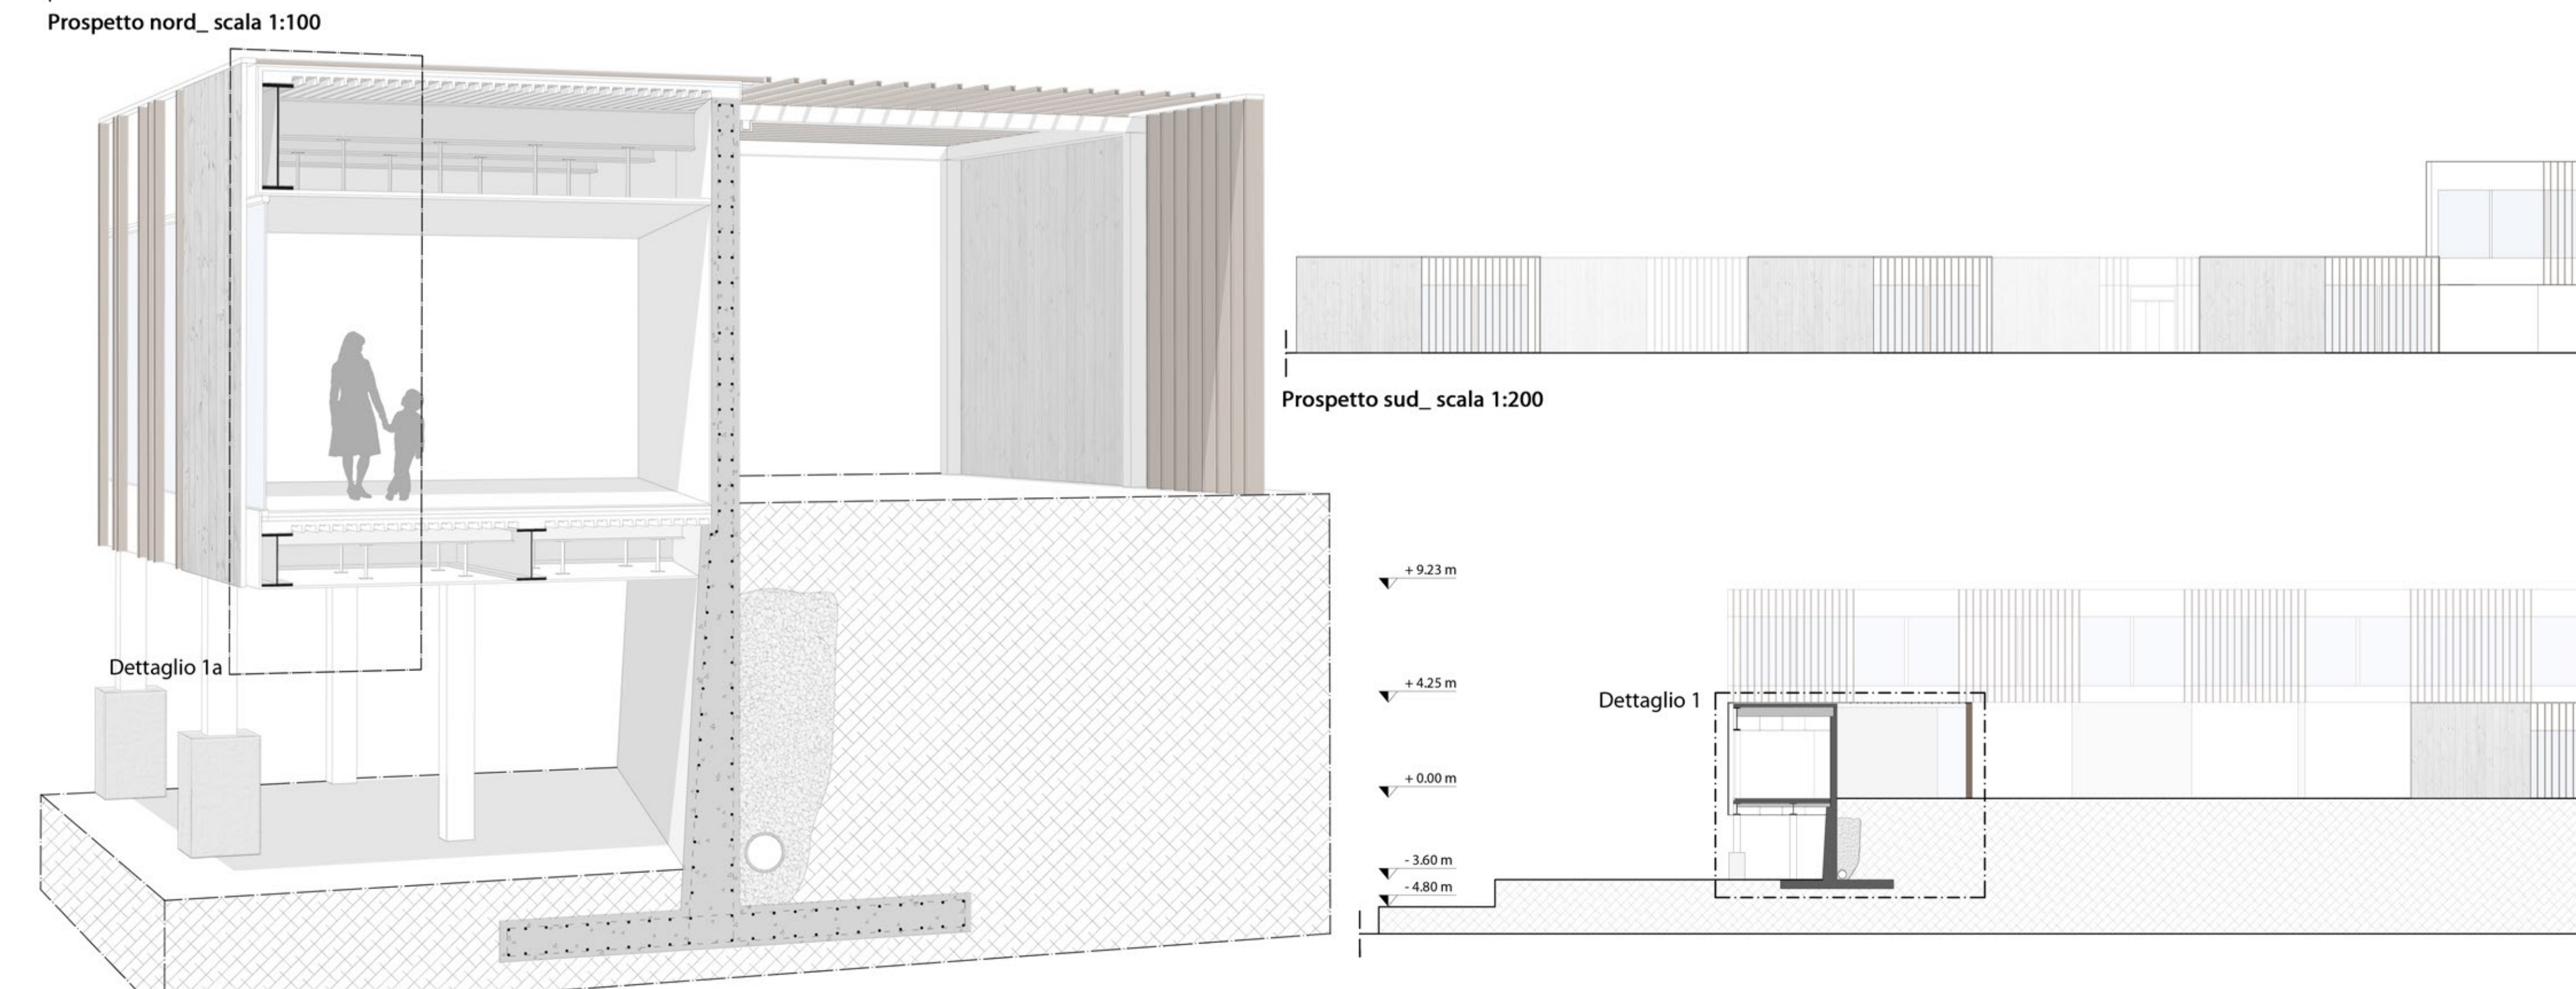 Prospetto nord_ scala 1:100
Prospetto sud_ scala 1:200
+ 9.23 m
Dettaglio 1a
+ 4.25 m
Dettaglio 1
+ 0.00 m
- 3.60 m
- 4.80 m